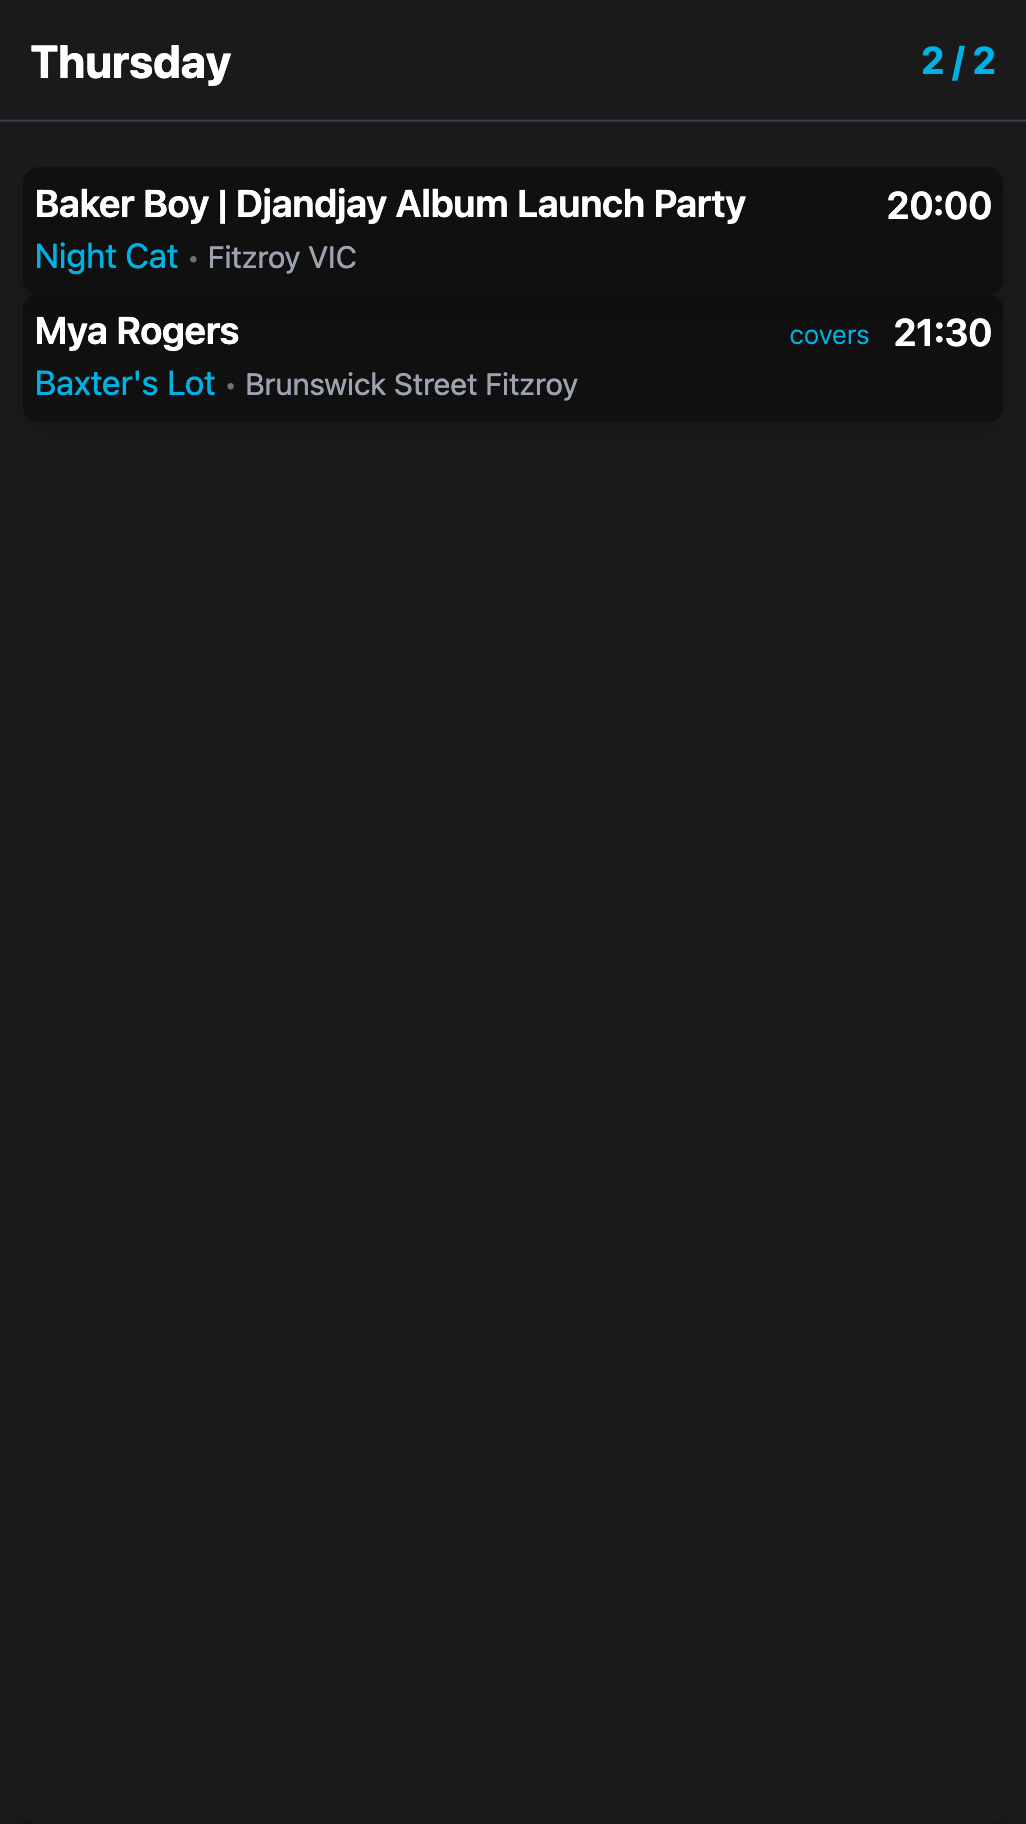 Thursday 2 / 2
Baker Boy | Djandjay Album Launch Party 20:00
Night Cat • Fitzroy VIC
Mya Rogers covers 21:30
Baxter's Lot • Brunswick Street Fitzroy